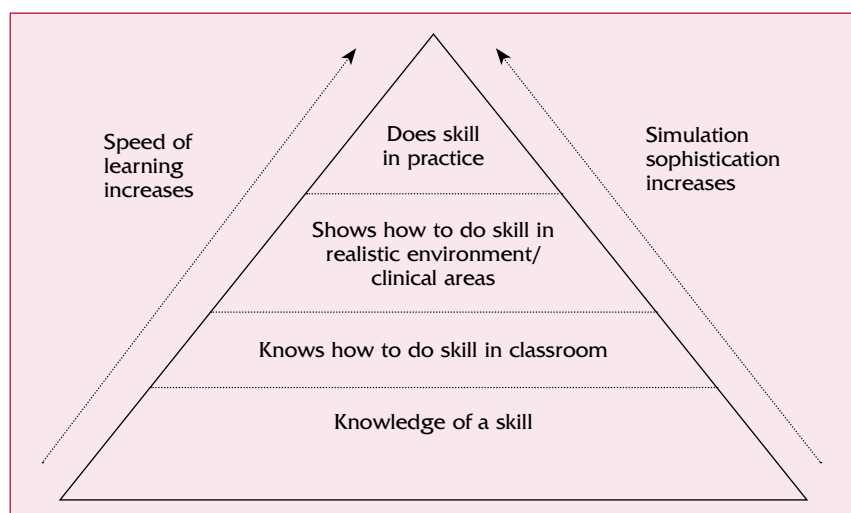 Speed of
learning
increases
Does skill
in practice
Simulation
sophistication
increases
Shows how to do skill in
realistic environment/
clinical areas
Knows how to do skill in classroom
Knowledge of a skill